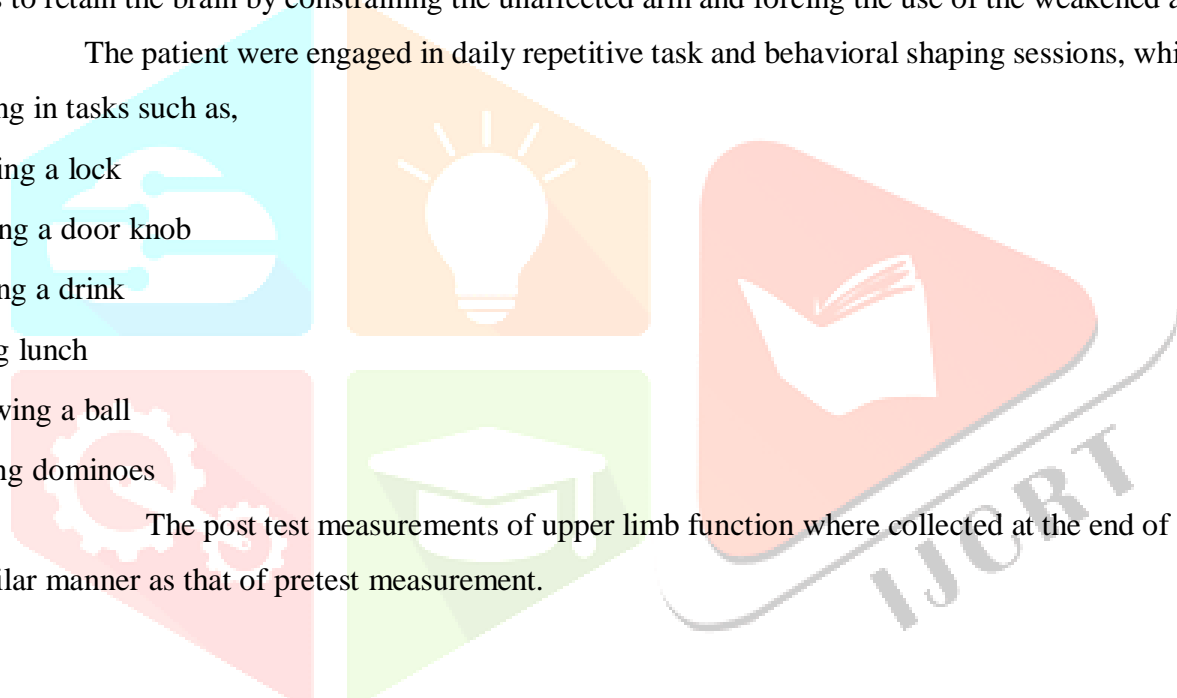 s to retain the brain by constraining the unaffected arm and forcing the use of the weakened a
The patient were engaged in daily repetitive task and behavioral shaping sessions, whi
ng in tasks such as,
ing a lock
ng a door knob
ng a drink
g lunch
wing a ball
ng dominoes
The post test measurements of upper limb function where collected at the end of
ilar manner as that of pretest measurement.
IJCRT